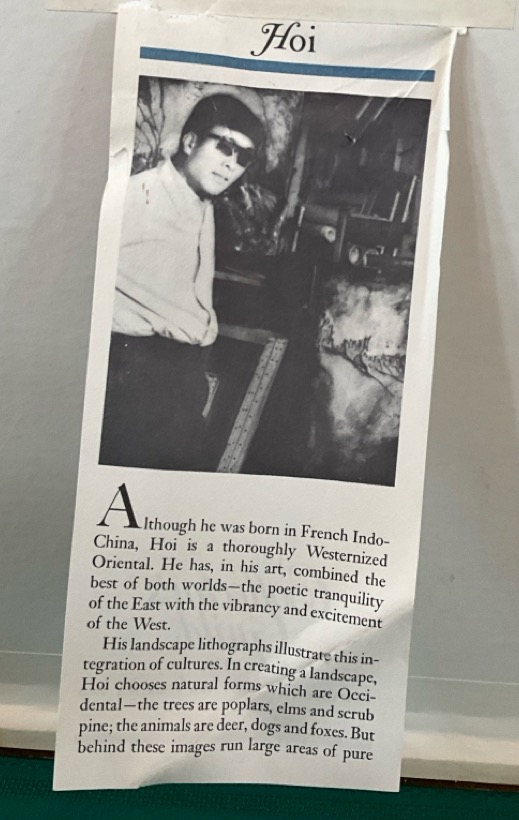 Hoi
Although he was born in French Indo-
China, Hoi is a thoroughly Westernized
Oriental. He has, in his art, combined the
best of both worlds—the poetic tranquility
of the East with the vibrancy and excitement
of the West.
His landscape lithographs illustrate this in-
tegration of cultures. In creating a landscape,
Hoi chooses natural forms which are Occi-
dental—the trees are poplars, elms and scrub
pine; the animals are deer, dogs and foxes. But
behind these images run large areas of pure